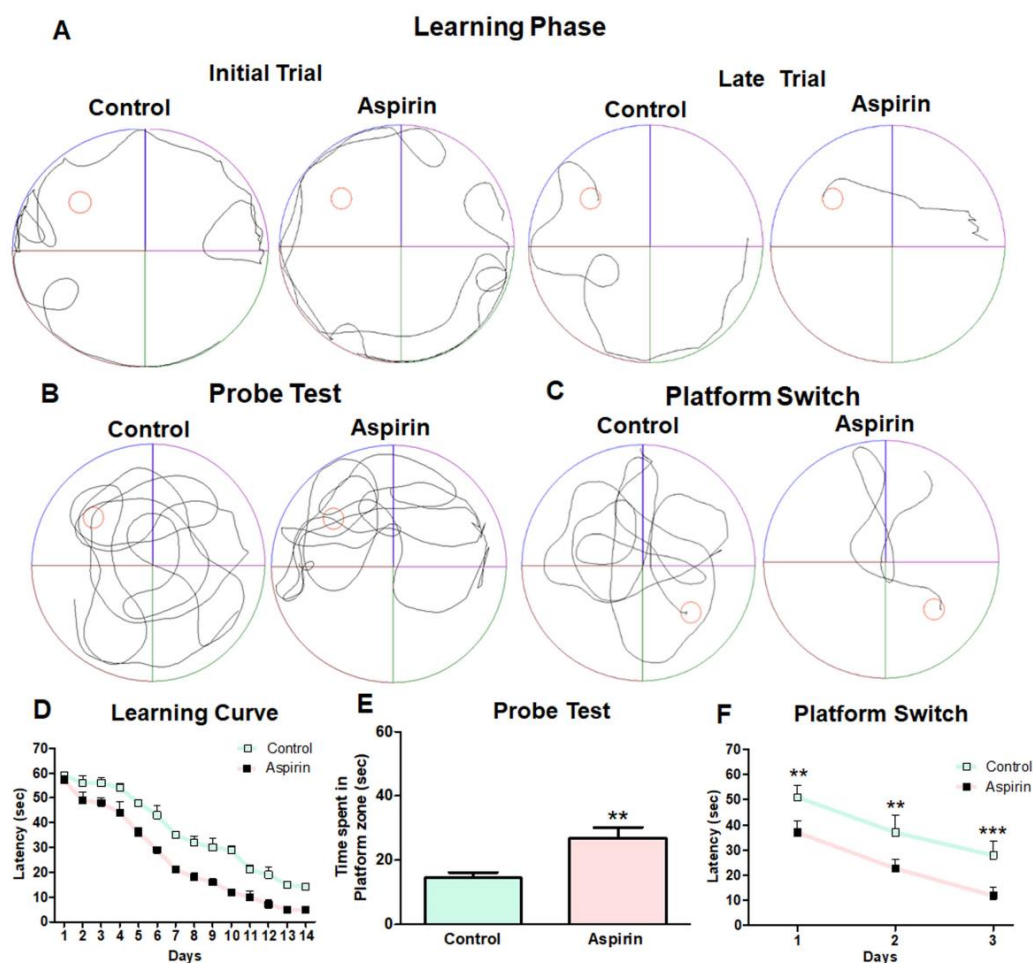 A
Learning Phase
Initial Trial
Late Trial
Control
Aspirin
Control
Aspirin
B
Probe Test
C
Platform Switch
Control
Aspirin
Control
Aspirin
D
Learning Curve
Control
Aspirin
Latency (sec)
70
60
50
40
30
20
10
0
1 2 3 4 5 6 7 8 9 10 11 12 13 14
Days
E
Probe Test
Time spent in
Platform zone (sec)
60
40
20
0
**
Control
Aspirin
F
Platform Switch
Control
Aspirin
Latency (sec)
70
60
50
40
30
20
10
0
**
**
***
1 2 3
Days